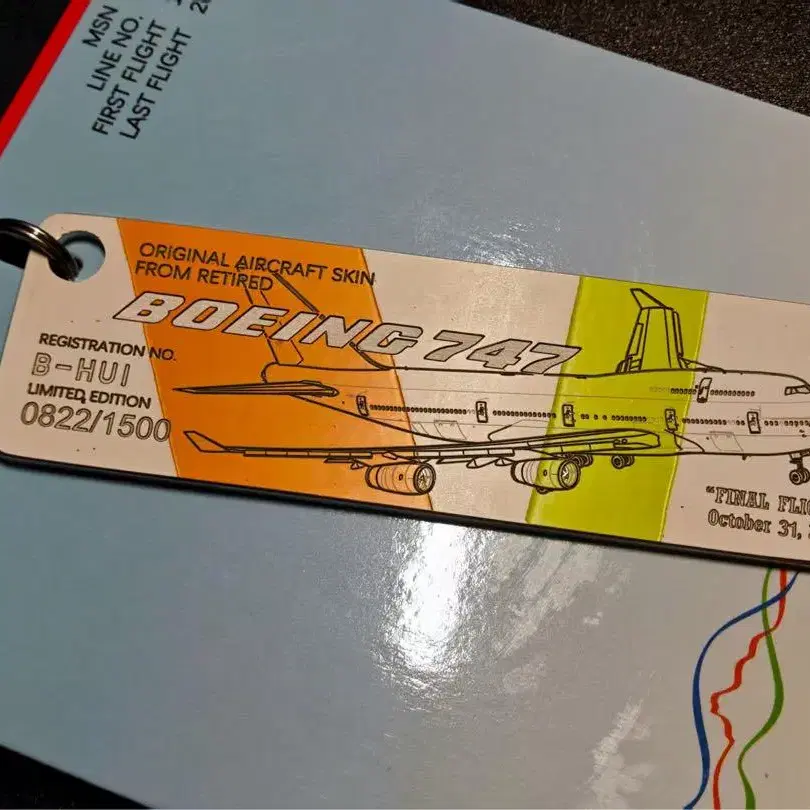 MSN
LINE NO.
FIRST FLIGHT
LAST FLIGHT
ORIGINAL AIRCRAFT SKIN
FROM RETIRED
BOEING 747
REGISTRATION NO.
B-HUI
LIMITED EDITION
0822/1500
"FINAL
October 31,